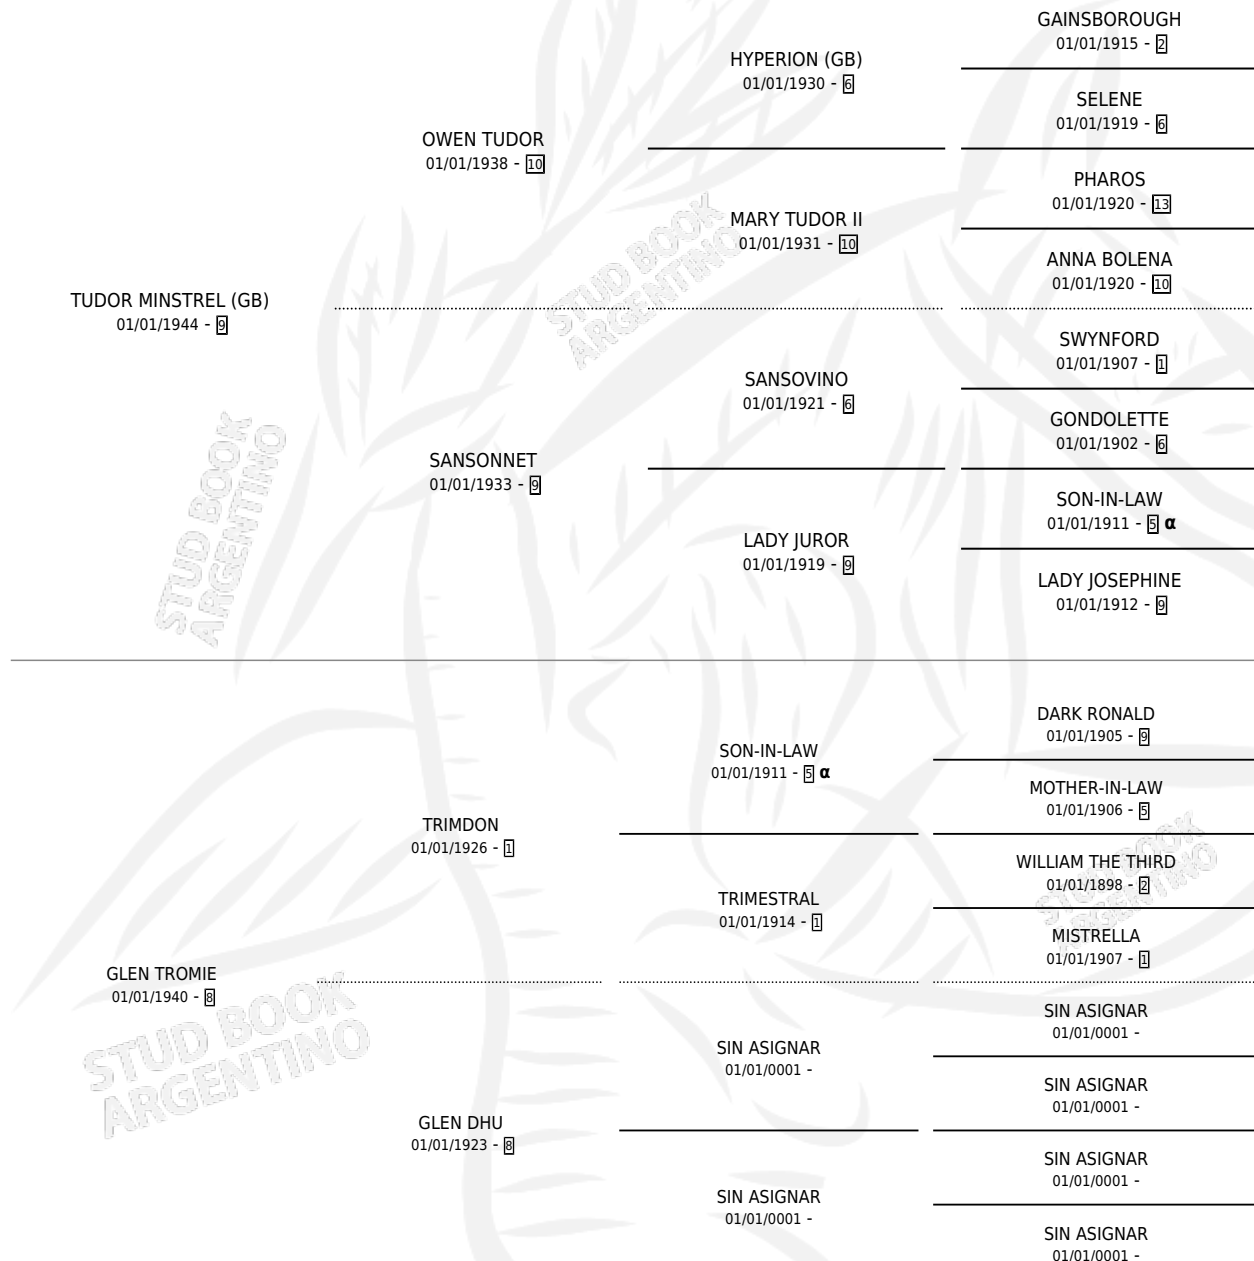 GAINSBOROUGH
01/01/1915 - 2
HYPERION (GB)
01/01/1930 - 6
SELENE
01/01/1919 - 6
OWEN TUDOR
01/01/1938 - 10
PHAROS
01/01/1920 - 13
MARY TUDOR II
01/01/1931 - 10
ANNA BOLENA
01/01/1920 - 10
TUDOR MINSTREL (GB)
01/01/1944 - 9
SWYNFORD
01/01/1907 - 1
SANSOVINO
01/01/1921 - 6
GONDOLETTE
01/01/1902 - 6
SANSONNET
01/01/1933 - 9
SON-IN-LAW
01/01/1911 - 5 α
LADY JUROR
01/01/1919 - 9
LADY JOSEPHINE
01/01/1912 - 9
DARK RONALD
01/01/1905 - 9
SON-IN-LAW
01/01/1911 - 5 α
MOTHER-IN-LAW
01/01/1906 - 5
TRIMDON
01/01/1926 - 1
WILLIAM THE THIRD
01/01/1898 - 2
TRIMESTRAL
01/01/1914 - 1
MISTRELLA
01/01/1907 - 1
GLEN TROMIE
01/01/1940 - 8
SIN ASIGNAR
01/01/0001 -
SIN ASIGNAR
01/01/0001 -
SIN ASIGNAR
01/01/0001 -
GLEN DHU
01/01/1923 - 8
SIN ASIGNAR
01/01/0001 -
SIN ASIGNAR
01/01/0001 -
SIN ASIGNAR
01/01/0001 -
STUD BOOK
ARGENTINO
STUD BOOK
ARGENTINO
STUD BOOK
ARGENTINO
STUD BOOK
ARGENTINO